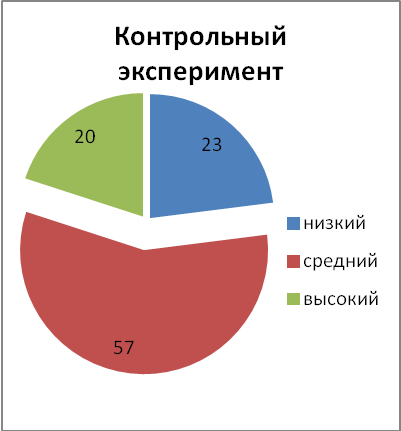 Контрольный
эксперимент
20
23
57
низкий
средний
высокий